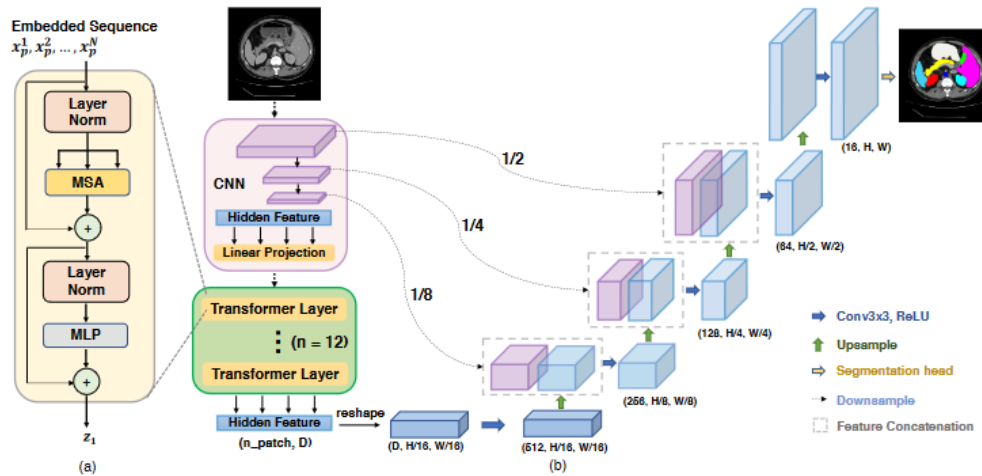 Embedded Sequence
x_p^1, x_p^2, ..., x_p^N
Layer
Norm
MSA
+
Layer
Norm
MLP
+
z_1
(a)
CNN
Hidden Feature
Linear Projection
Transformer Layer
(n = 12)
Transformer Layer
Hidden Feature
(n_patch, D)
reshape
(D, H/16, W/16)
(512, H/16, W/16)
(b)
1/2
1/4
1/8
(256, H/8, W/8)
(128, H/4, W/4)
(64, H/2, W/2)
(16, H, W)
Conv3x3, ReLU
Upsample
Segmentation head
Downsample
Feature Concatenation